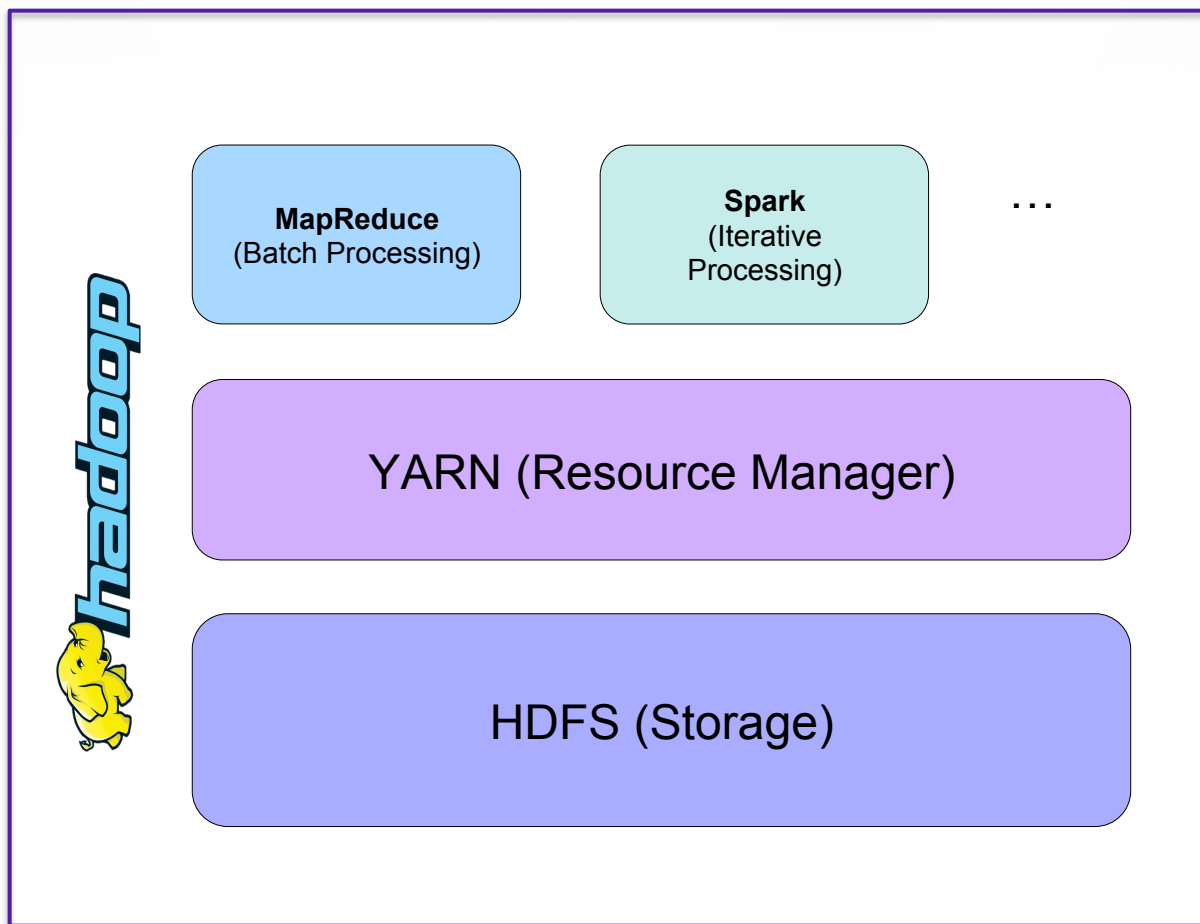 MapReduce
(Batch Processing)
Spark
(Iterative
Processing)
...
hadoop
YARN (Resource Manager)
HDFS (Storage)